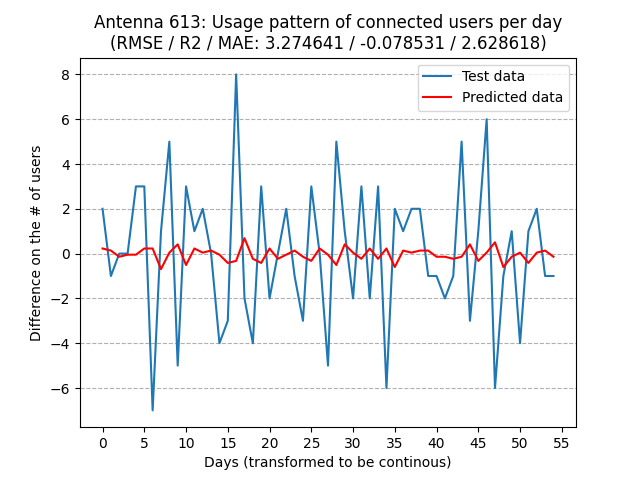 Antenna 613: Usage pattern of connected users per day
(RMSE / R2 / MAE: 3.274641 / -0.078531 / 2.628618)
Test data
Predicted data
8
6
4
2
0
−2
−4
−6
Difference on the # of users
0 5 10 15 20 25 30 35 40 45 50 55
Days (transformed to be continous)